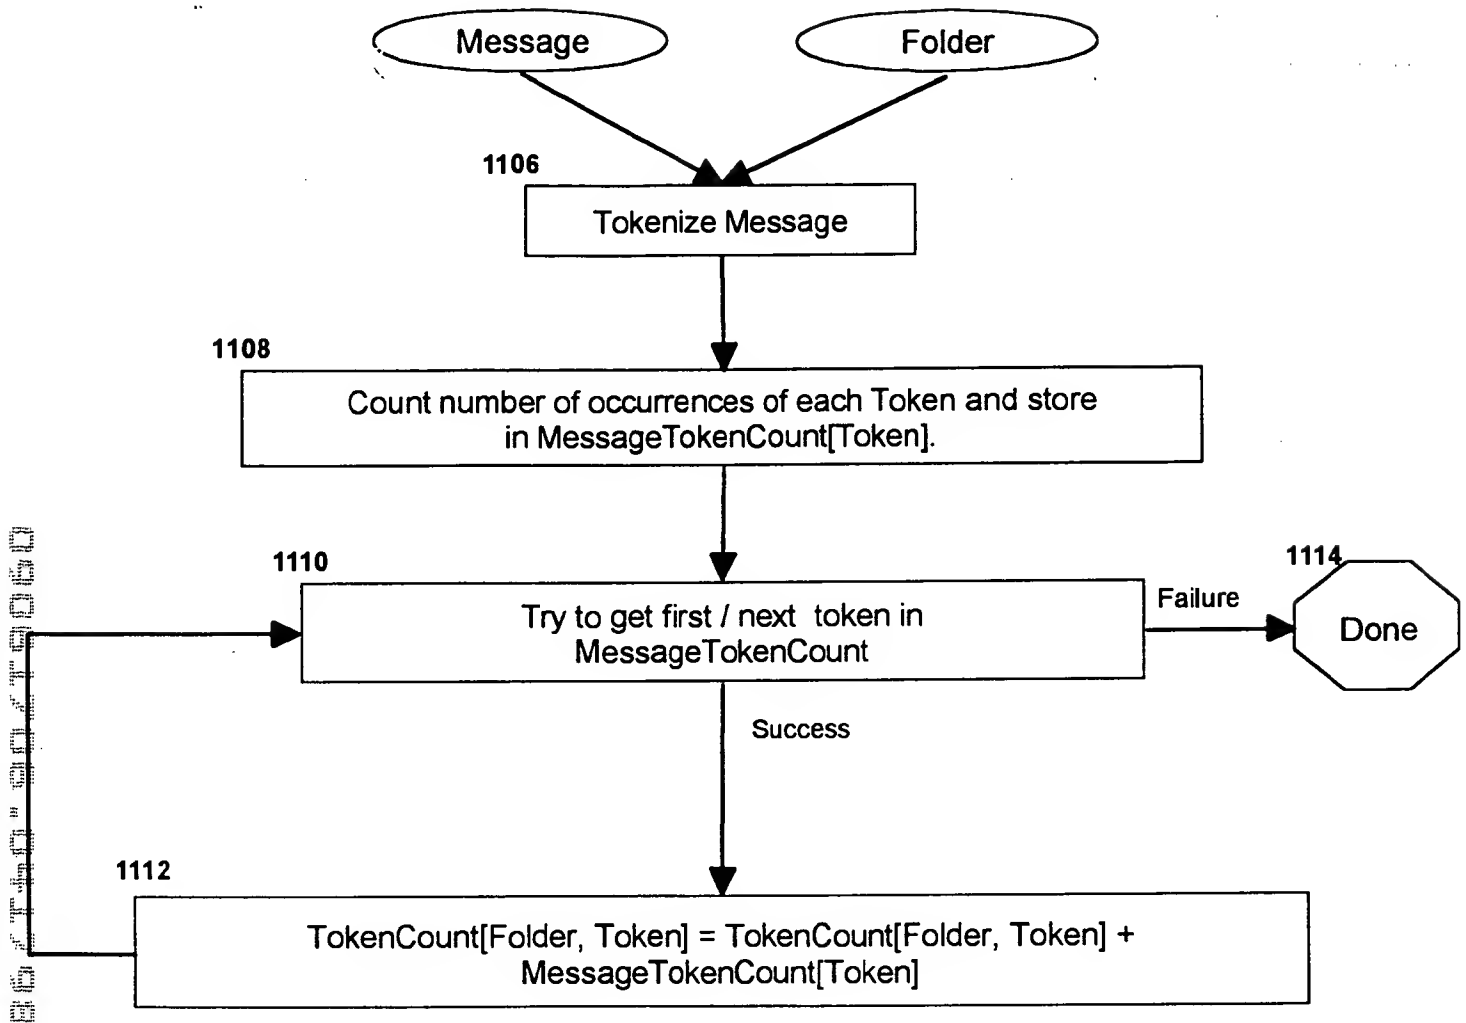 Message
Folder
1106
Tokenize Message
1108
Count number of occurrences of each Token and store
in MessageTokenCount[Token].
1110
Try to get first / next  token in
MessageTokenCount
Failure
1114
Done
Success
1112
TokenCount[Folder, Token] = TokenCount[Folder, Token] +
MessageTokenCount[Token]